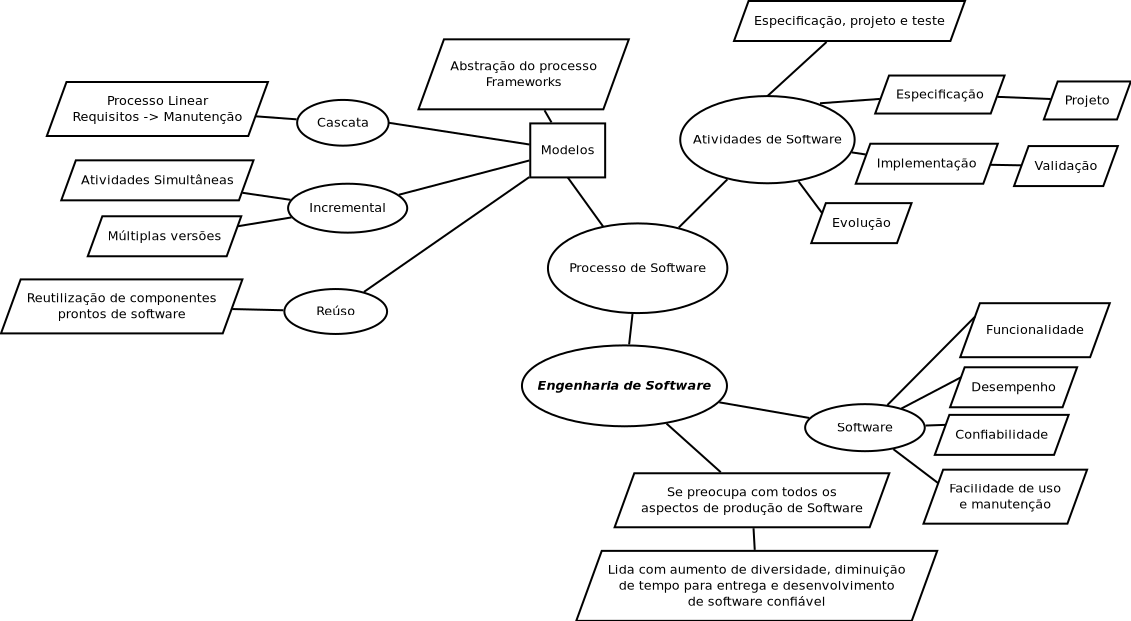 Especificação, projeto e teste
Abstração do processo
Frameworks
Processo Linear
Requisitos -> Manutenção
Cascata
Modelos
Atividades de Software
Especificação
Projeto
Implementação
Validação
Evolução
Atividades Simultâneas
Incremental
Múltiplas versões
Processo de Software
Reutilização de componentes
prontos de software
Reúso
Engenharia de Software
Software
Funcionalidade
Desempenho
Confiabilidade
Facilidade de uso
e manutenção
Se preocupa com todos os
aspectos de produção de Software
Lida com aumento de diversidade, diminuição
de tempo para entrega e desenvolvimento
de software confiável